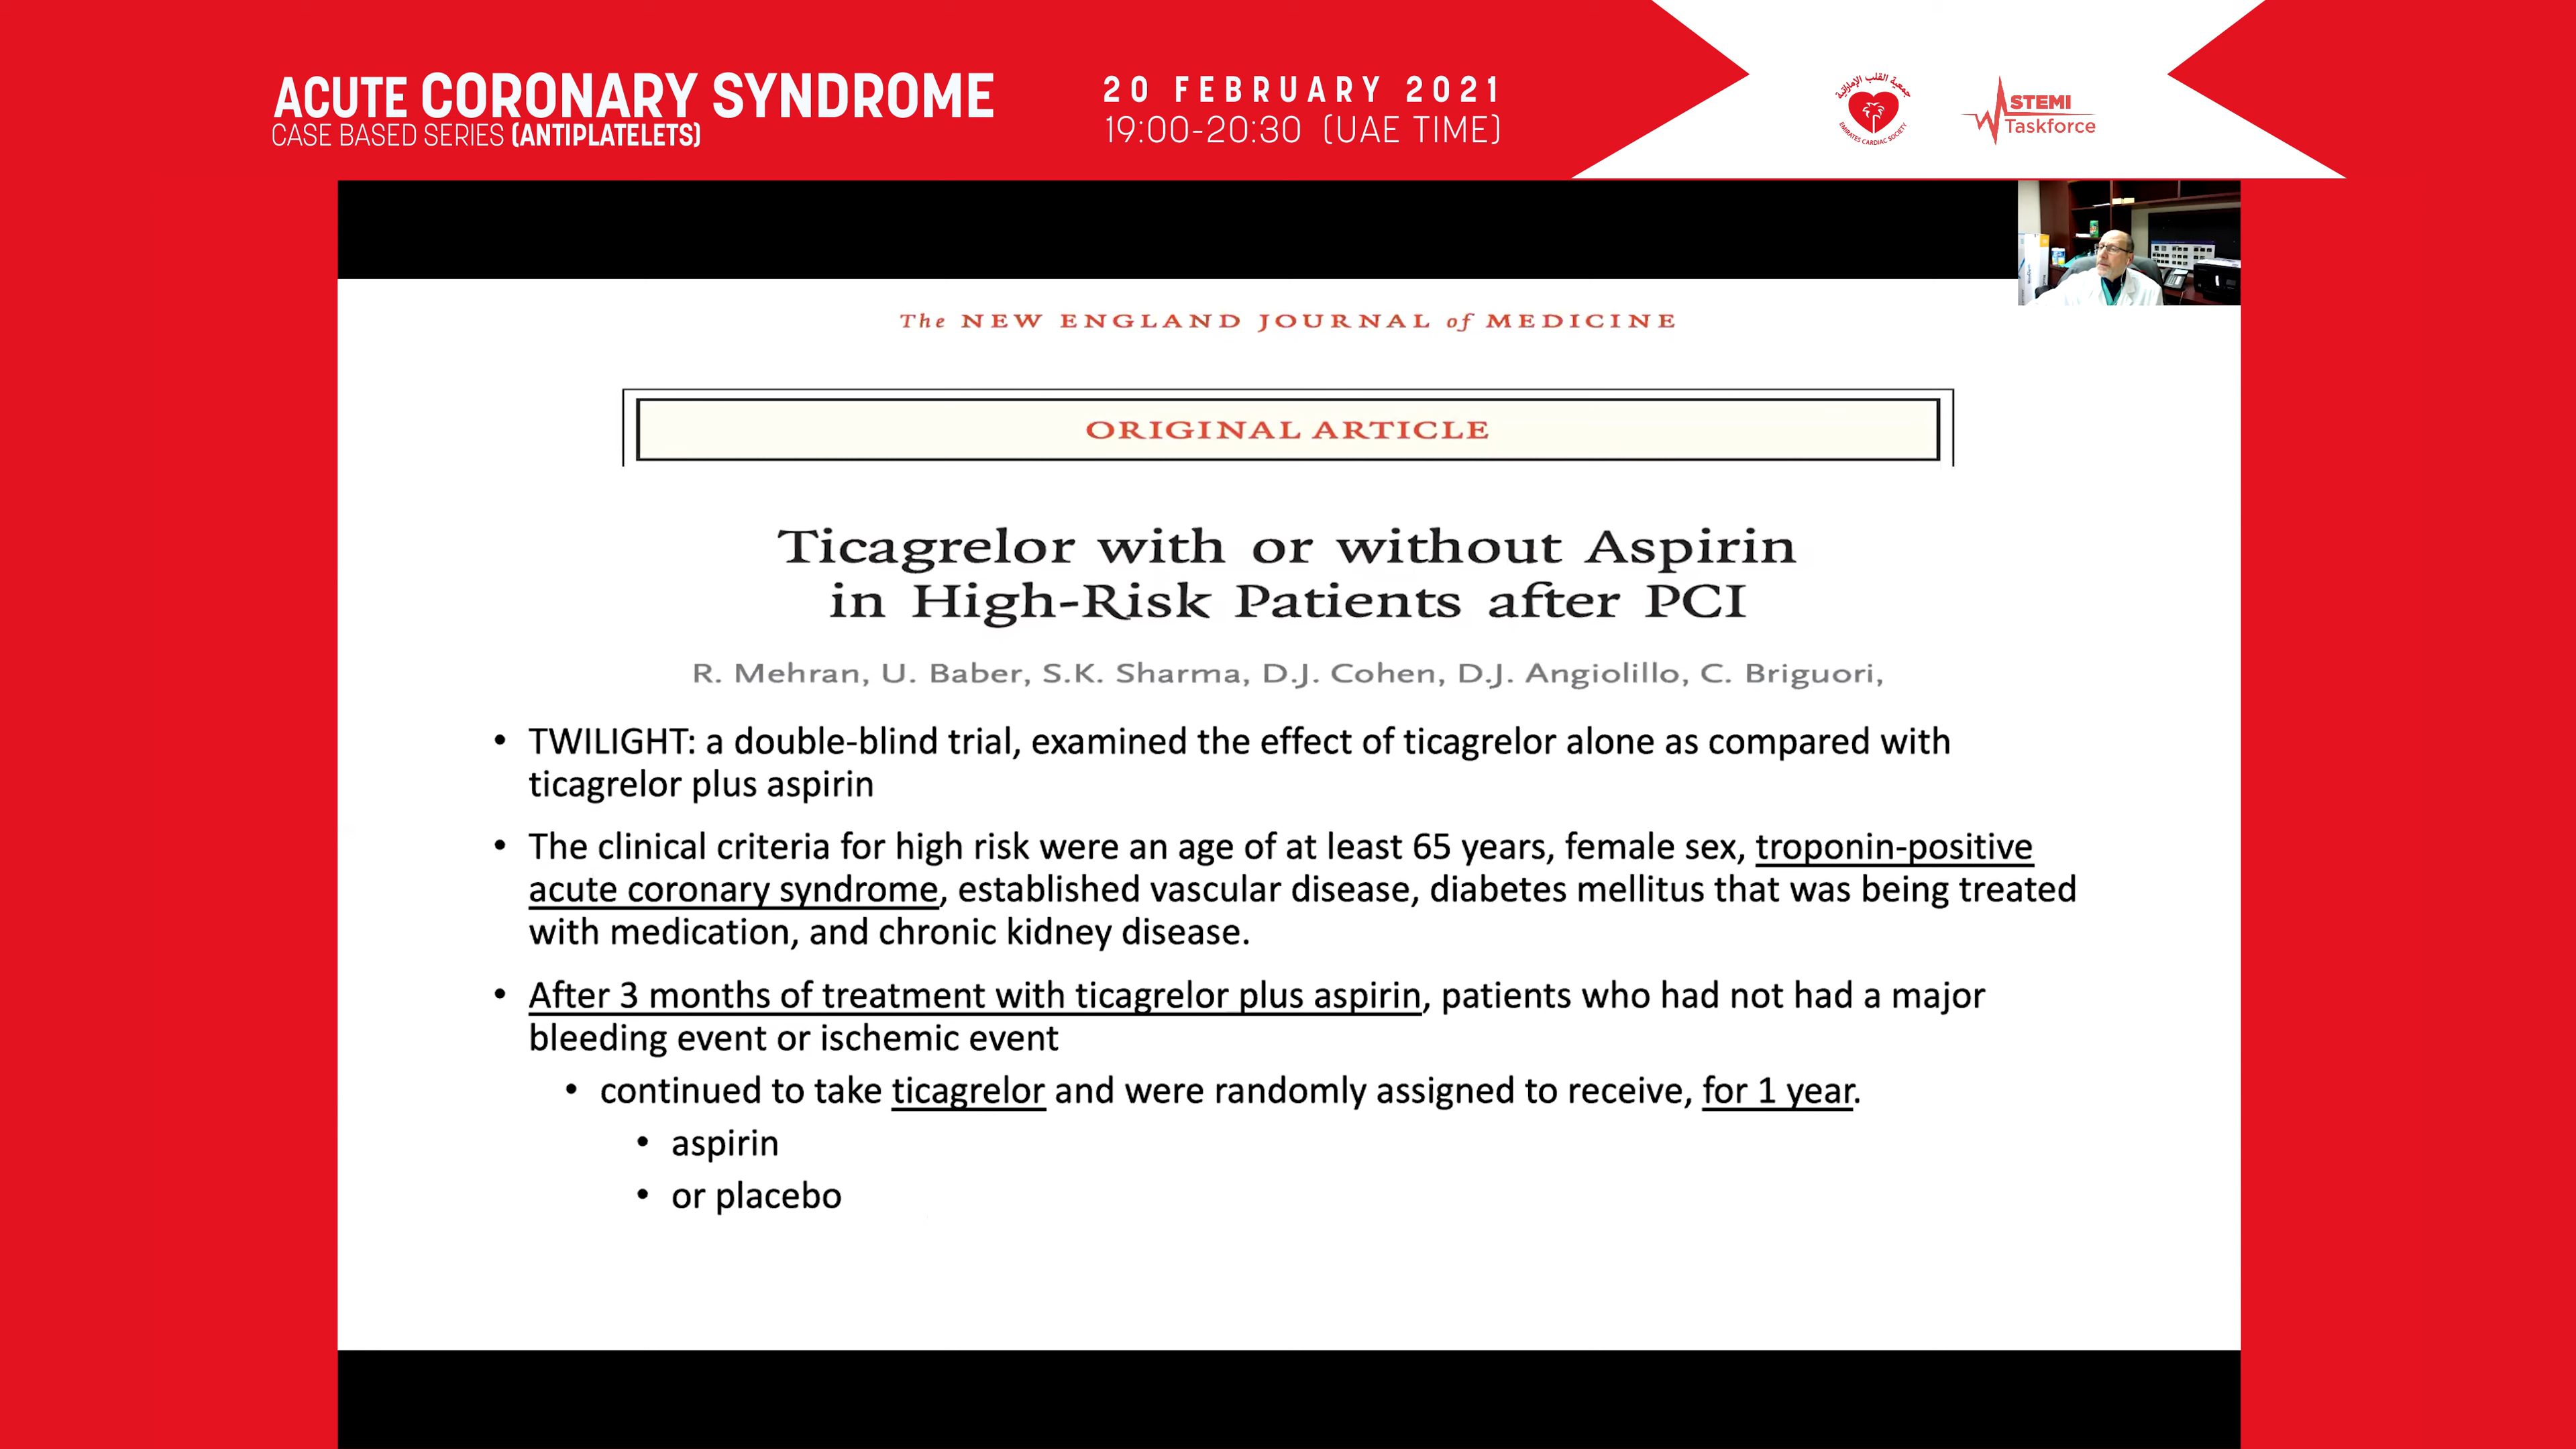 ACUTE CORONARY SYNDROME
CASE BASED SERIES (ANTIPLATELETS)
20 FEBRUARY 2021
19:00-20:30 (UAE TIME)
جمعية القلب الإماراتية
EMIRATES CARDIAC SOCIETY
STEMI
Taskforce
The NEW ENGLAND JOURNAL of MEDICINE
ORIGINAL ARTICLE
Ticagrelor with or without Aspirin
in High-Risk Patients after PCI
R. Mehran, U. Baber, S.K. Sharma, D.J. Cohen, D.J. Angiolillo, C. Briguori,
• TWILIGHT: a double-blind trial, examined the effect of ticagrelor alone as compared with
ticagrelor plus aspirin
• The clinical criteria for high risk were an age of at least 65 years, female sex, troponin-positive
acute coronary syndrome, established vascular disease, diabetes mellitus that was being treated
with medication, and chronic kidney disease.
• After 3 months of treatment with ticagrelor plus aspirin, patients who had not had a major
bleeding event or ischemic event
• continued to take ticagrelor and were randomly assigned to receive, for 1 year.
• aspirin
• or placebo